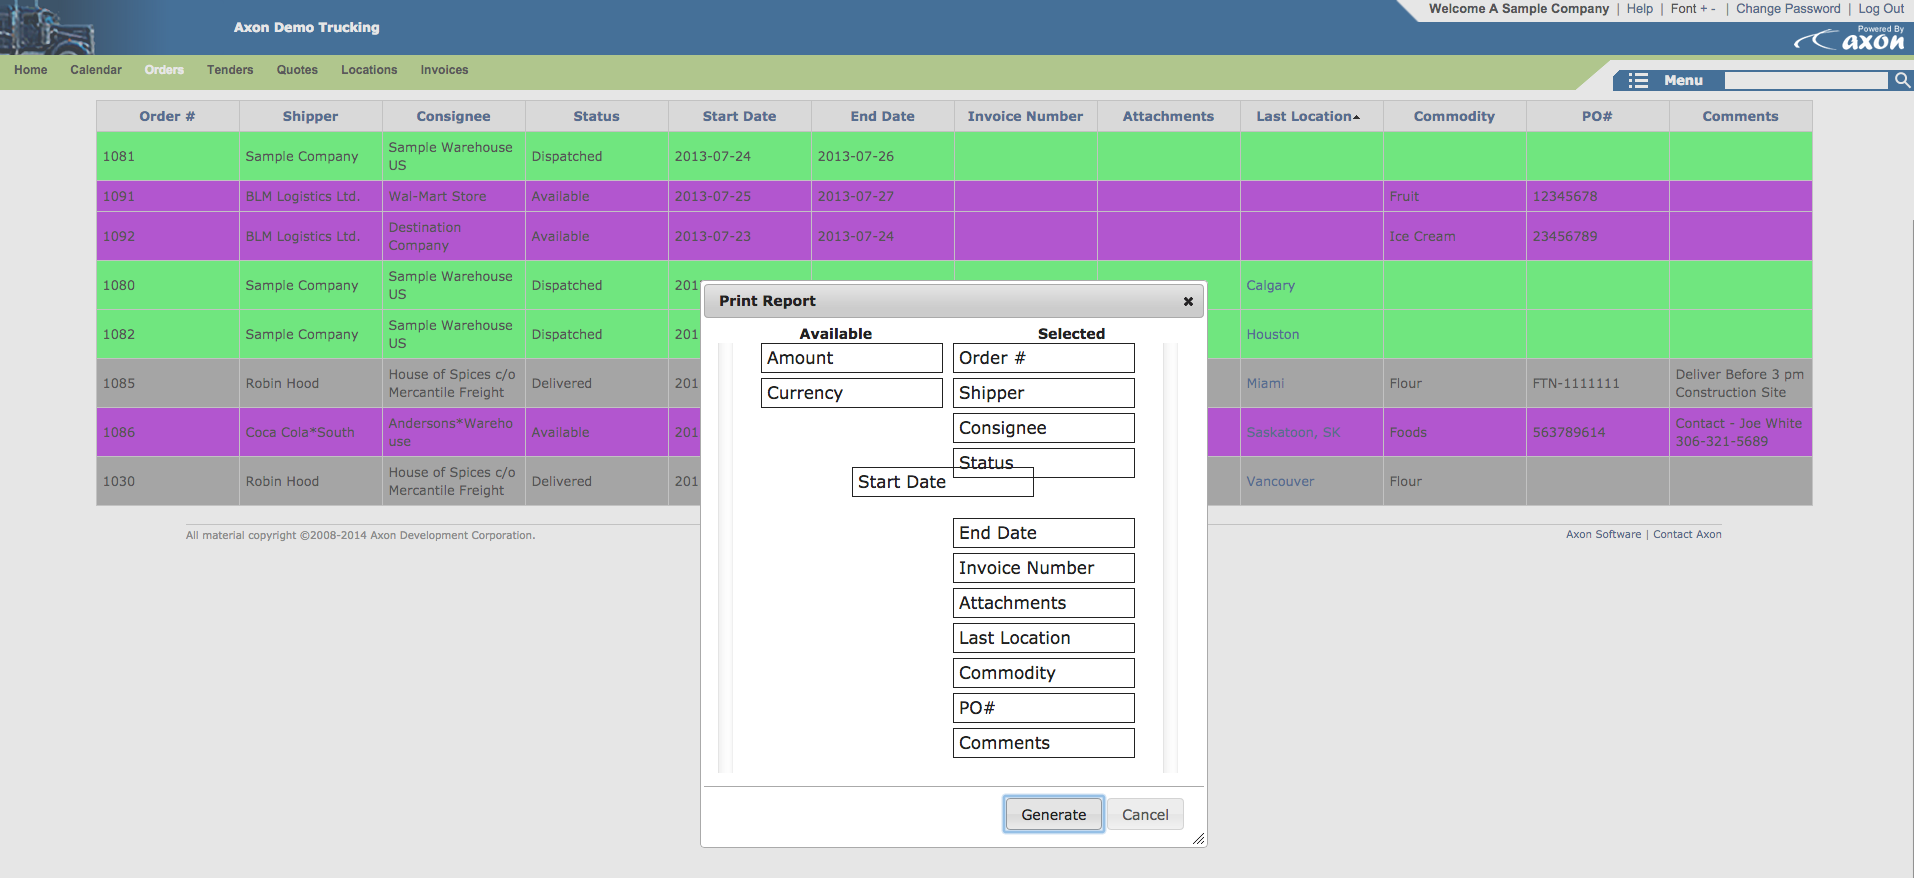 Welcome A Sample Company | Help | Font + - | Change Password | Log Out
Axon Demo Trucking
Powered By
axon
Home Calendar Orders Tenders Quotes Locations Invoices
Menu
Order # Shipper Consignee Status Start Date End Date Invoice Number Attachments Last Location Commodity PO# Comments
1081 Sample Company Sample Warehouse US Dispatched 2013-07-24 2013-07-26
1091 BLM Logistics Ltd. Wal-Mart Store Available 2013-07-25 2013-07-27 Fruit 12345678
1092 BLM Logistics Ltd. Destination Company Available 2013-07-23 2013-07-24 Ice Cream 23456789
1080 Sample Company Sample Warehouse US Dispatched 201 Calgary
1082 Sample Company Sample Warehouse US Dispatched 201 Houston
1085 Robin Hood House of Spices c/o Mercantile Freight Delivered 201 Miami Flour FTN-1111111 Deliver Before 3 pm Construction Site
1086 Coca Cola*South Andersons*Warehouse Available 201 Saskatoon, SK Foods 563789614 Contact - Joe White 306-321-5689
1030 Robin Hood House of Spices c/o Mercantile Freight Delivered 201 Vancouver Flour
Print Report
Available Selected
Amount Order #
Currency Shipper
Consignee
Status
Start Date
End Date
Invoice Number
Attachments
Last Location
Commodity
PO#
Comments
Generate Cancel
All material copyright ©2008-2014 Axon Development Corporation.
Axon Software | Contact Axon